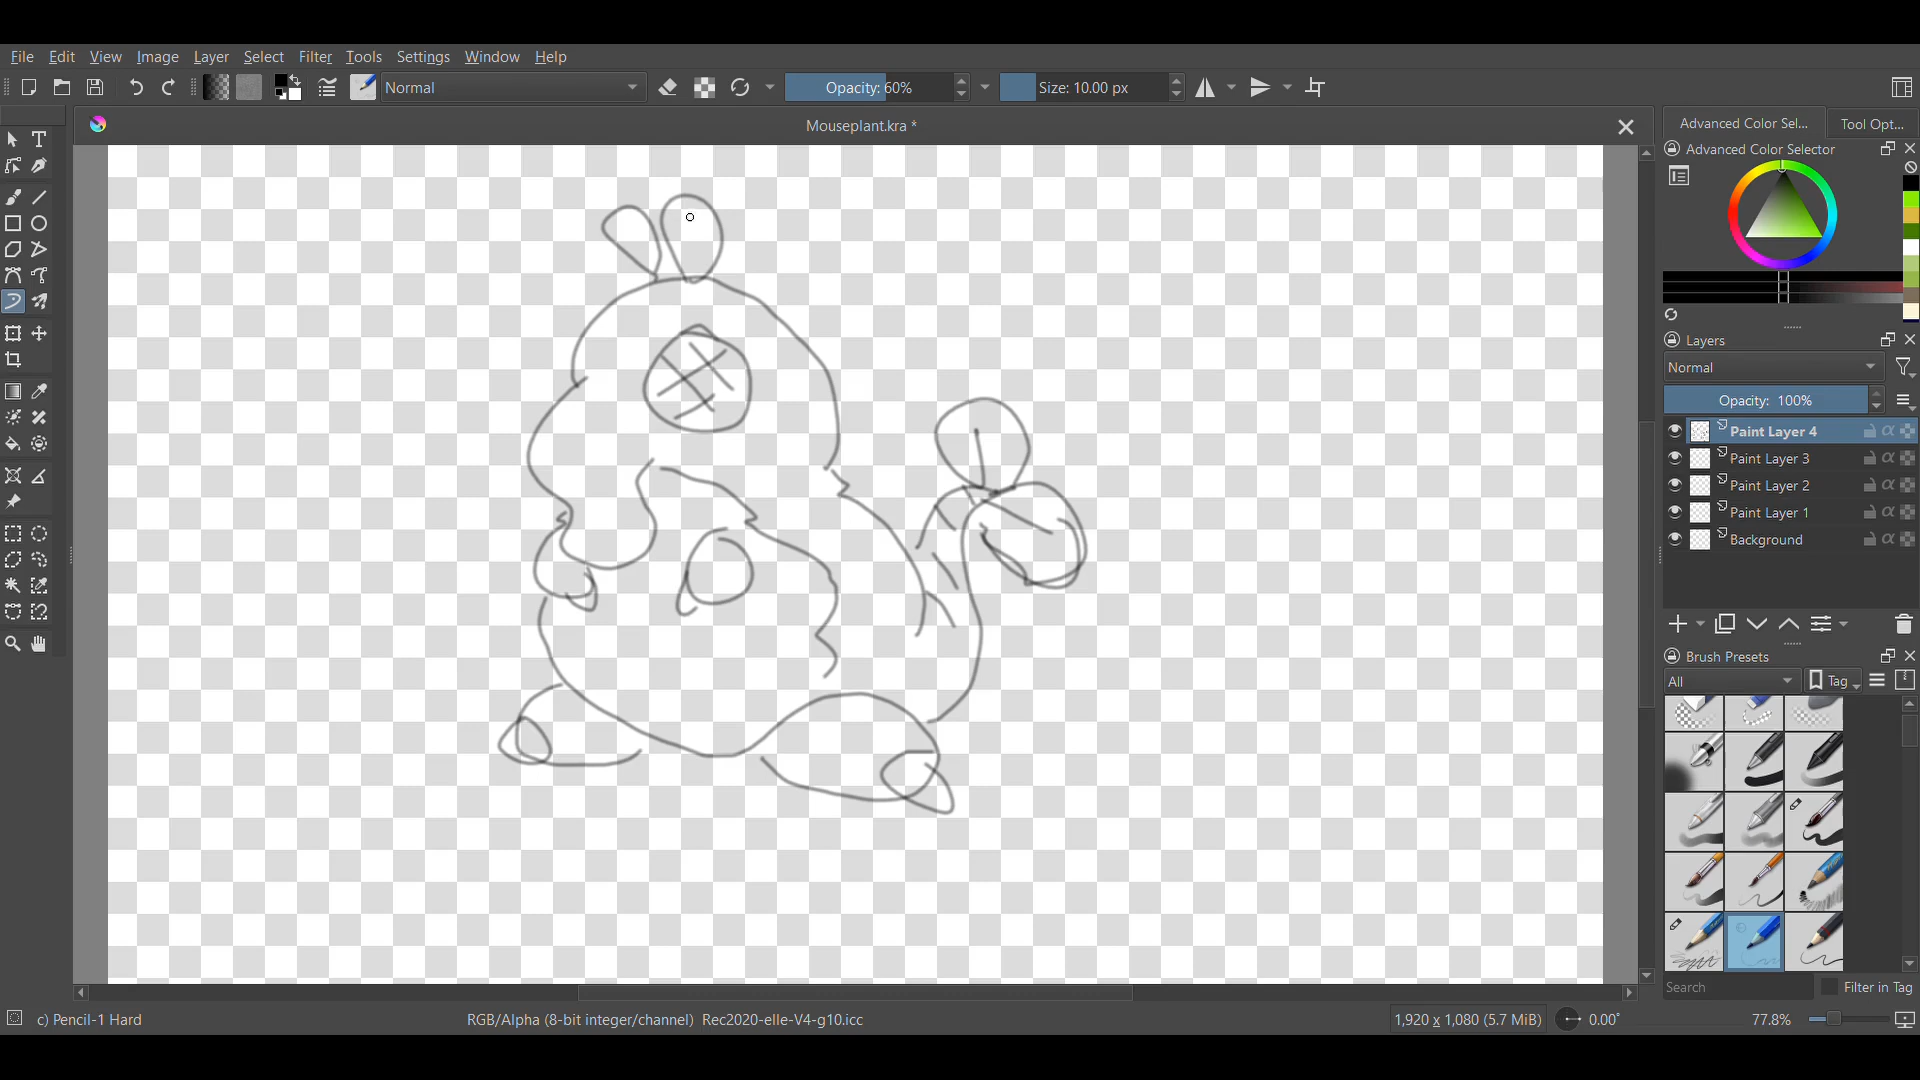 File Edit View Image Layer Select Filter Tools Settings Window Help
Normal Opacity: 60% Size: 10.00 px
Mouseplant.kra *
Advanced Color Sel... Tool Opt...
Advanced Color Selector
Layers
Normal
Opacity: 100%
Paint Layer 4
Paint Layer 3
Paint Layer 2
Paint Layer 1
Background
Brush Presets
All Tag
Search Filter in Tag
c) Pencil-1 Hard RGB/Alpha (8-bit integer/channel) Rec2020-elle-V4-g10.icc 1,920 x 1,080 (5.7 MiB) 0.00° 77.8%